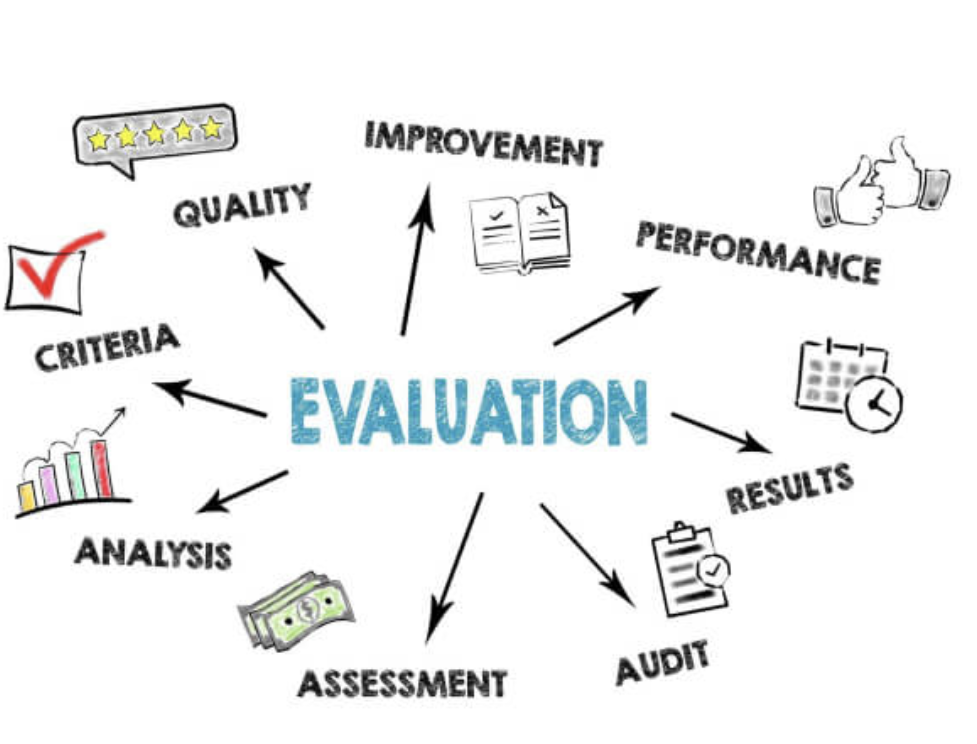 IMPROVEMENT
QUALITY
PERFORMANCE
CRITERIA
EVALUATION
RESULTS
ANALYSIS
AUDIT
ASSESSMENT